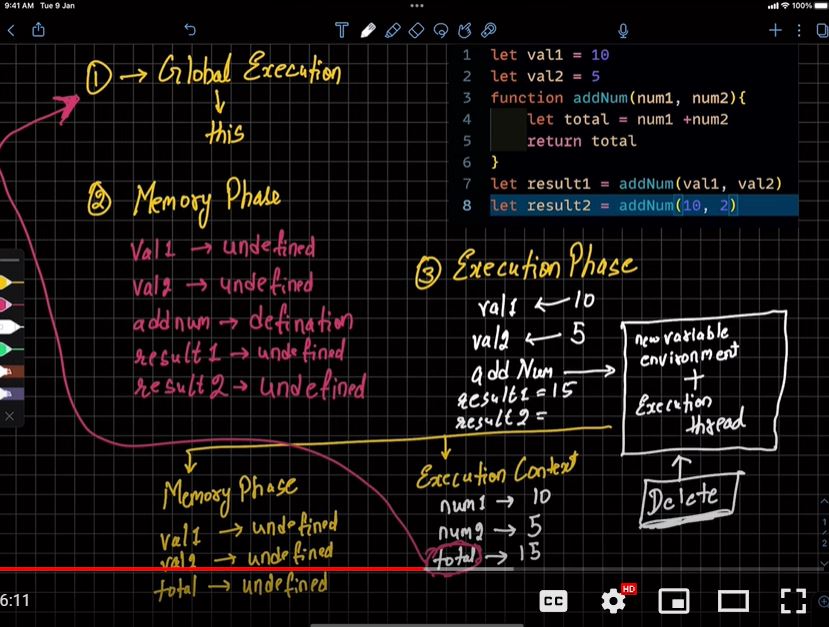 9:41 AM Tue 9 Jan
100%
① → Global Execution
↓
this
② Memory Phase
Val1 → undefined
val2 → undefined
addnum → defination
result1 → undefined
result2 → undefined
1 let val1 = 10
2 let val2 = 5
3 function addNum(num1, num2){
4 let total = num1 +num2
5 return total
6 }
7 let result1 = addNum(val1, val2)
8 let result2 = addNum(10, 2)
③ Execution Phase
val1 ← 10
val2 ← 5
add Num →
result1 = 15
result2 =
new variable
environment
+
Execution
thread
Delete
Memory Phase
val1 → undefined
val2 → undefined
total → undefined
Execution Context
num1 → 10
num2 → 5
total → 15
1
2
6:11
CC
HD